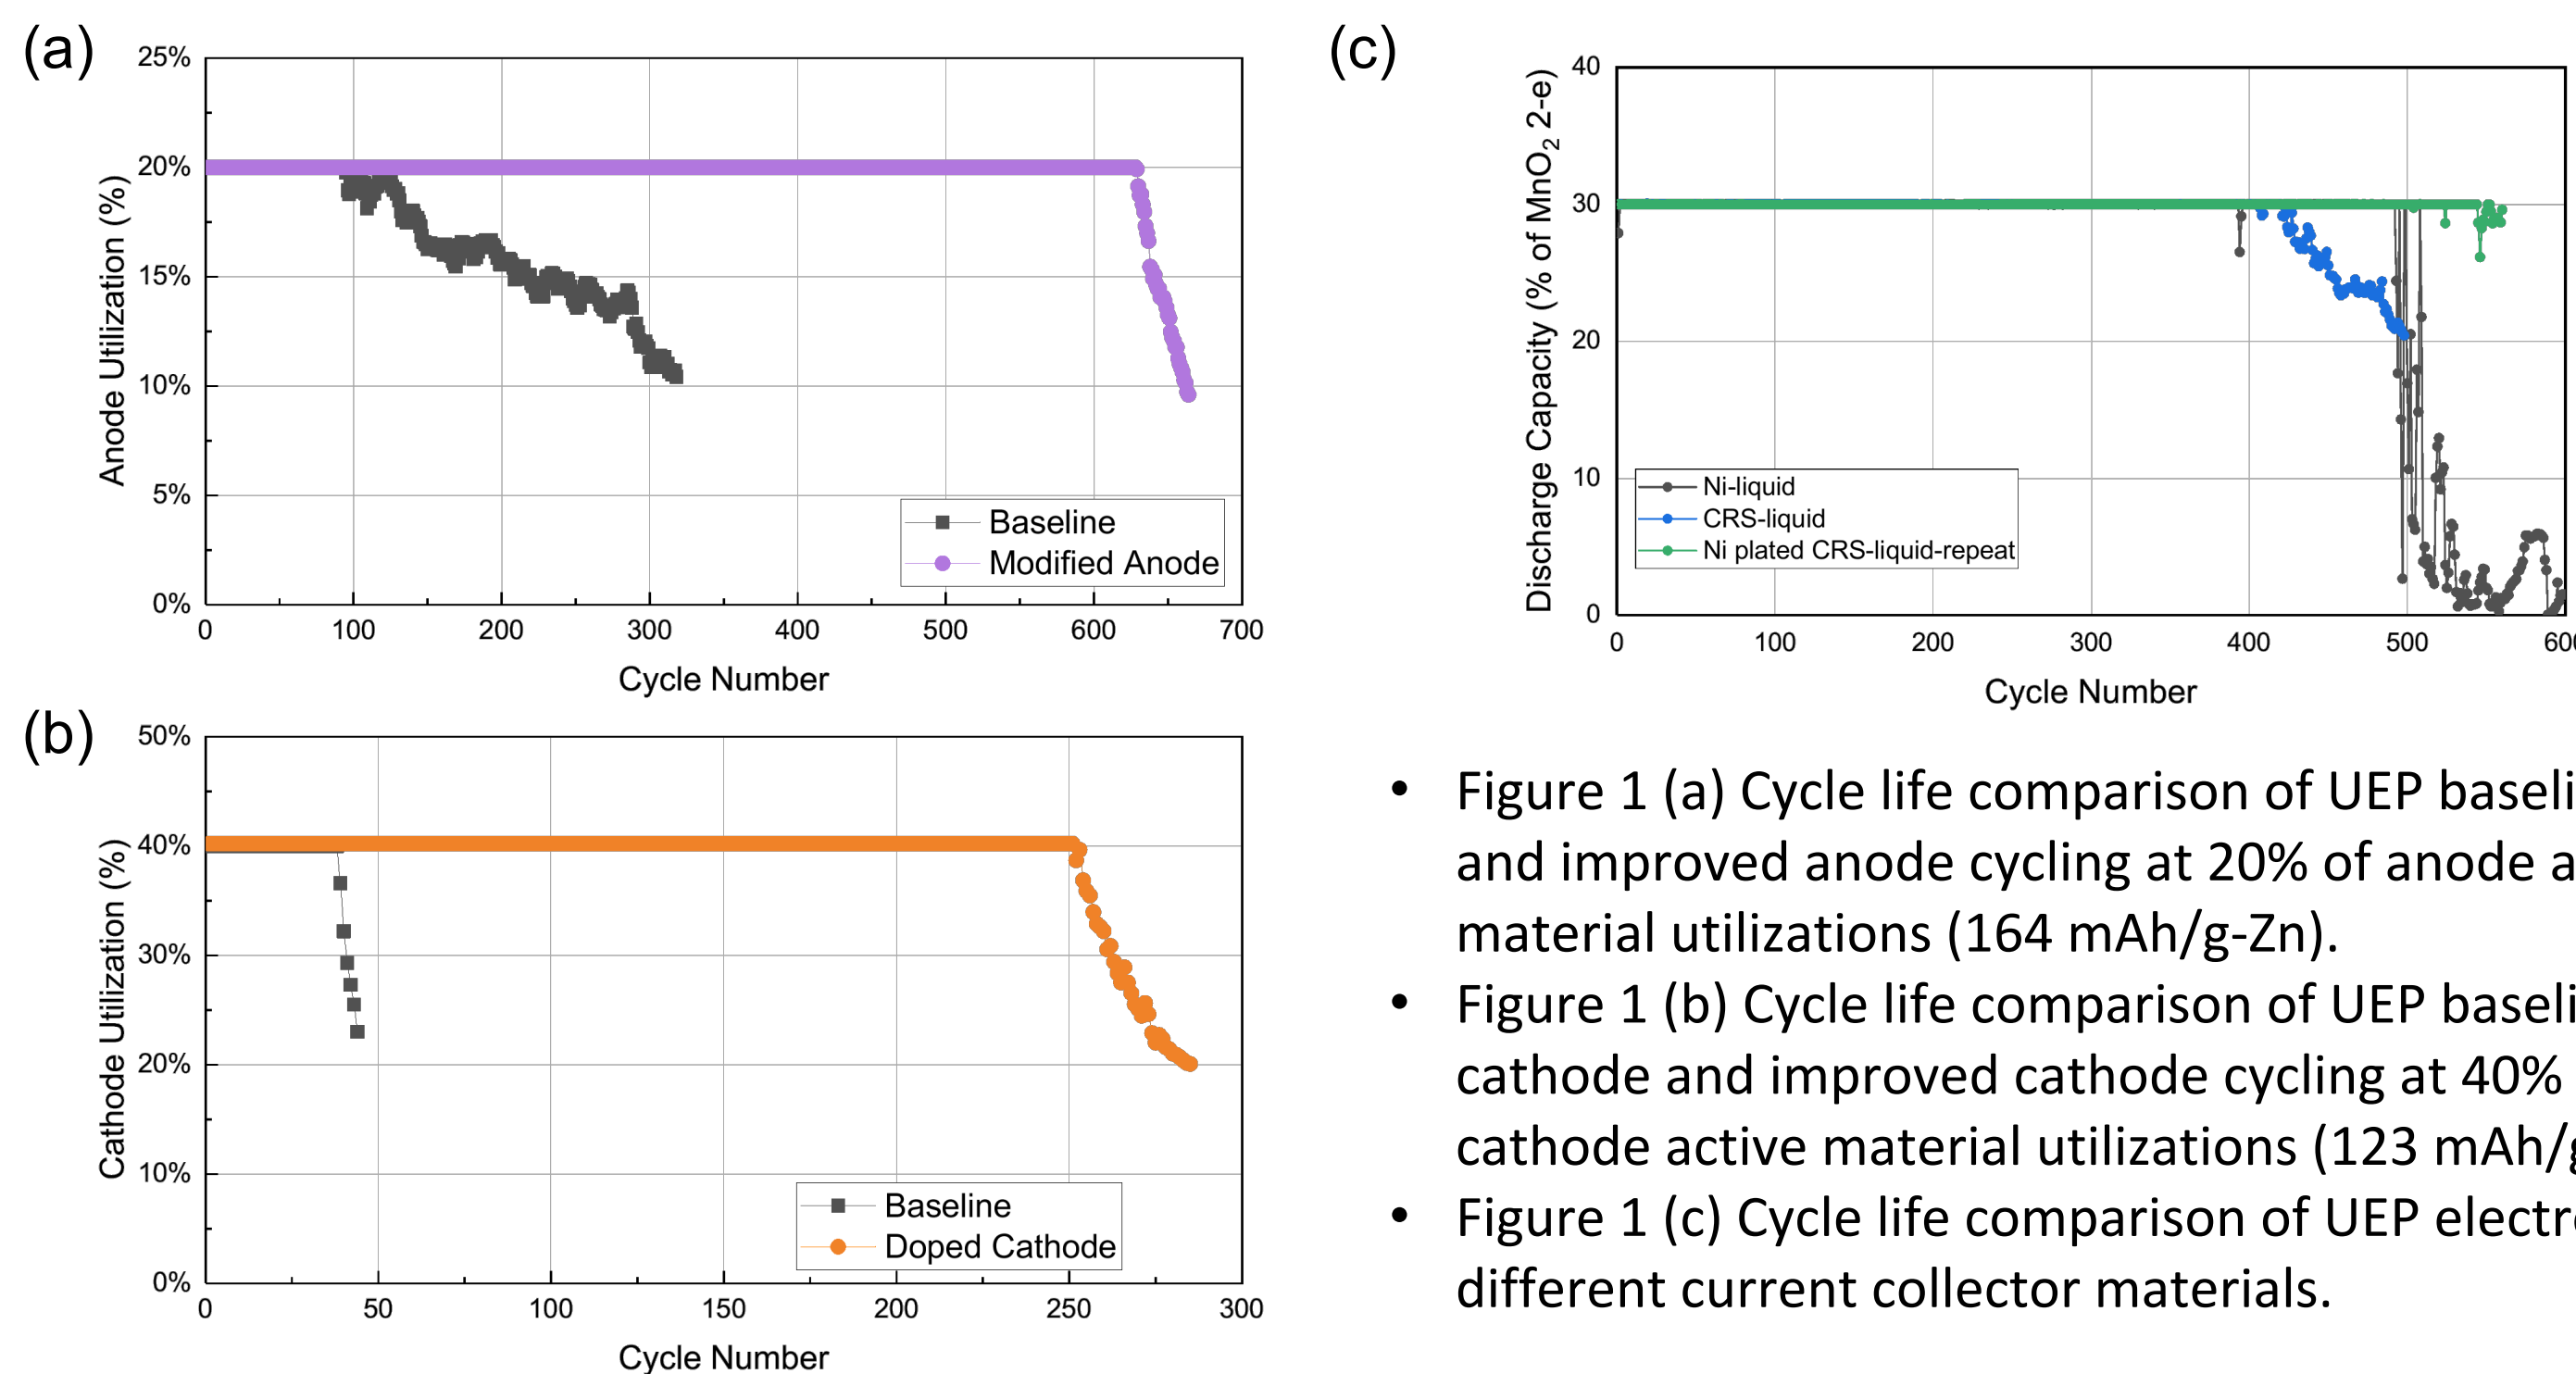 (a)
25%
20%
15%
10%
5%
0%
Anode Utilization (%)
Baseline
Modified Anode
0 100 200 300 400 500 600 700
Cycle Number
(b)
50%
40%
30%
20%
10%
0%
Cathode Utilization (%)
Baseline
Doped Cathode
0 50 100 150 200 250 300
Cycle Number
(c)
40
30
20
10
0
Discharge Capacity (% of MnO₂ 2-e)
Ni-liquid
CRS-liquid
Ni plated CRS-liquid-repeat
0 100 200 300 400 500
Cycle Number
• Figure 1 (a) Cycle life comparison of UEP
and improved anode cycling at 20% of anode
material utilizations (164 mAh/g-Zn).
• Figure 1 (b) Cycle life comparison of UEP
cathode and improved cathode cycling at 40%
cathode active material utilizations (123
• Figure 1 (c) Cycle life comparison of UEP
different current collector materials.